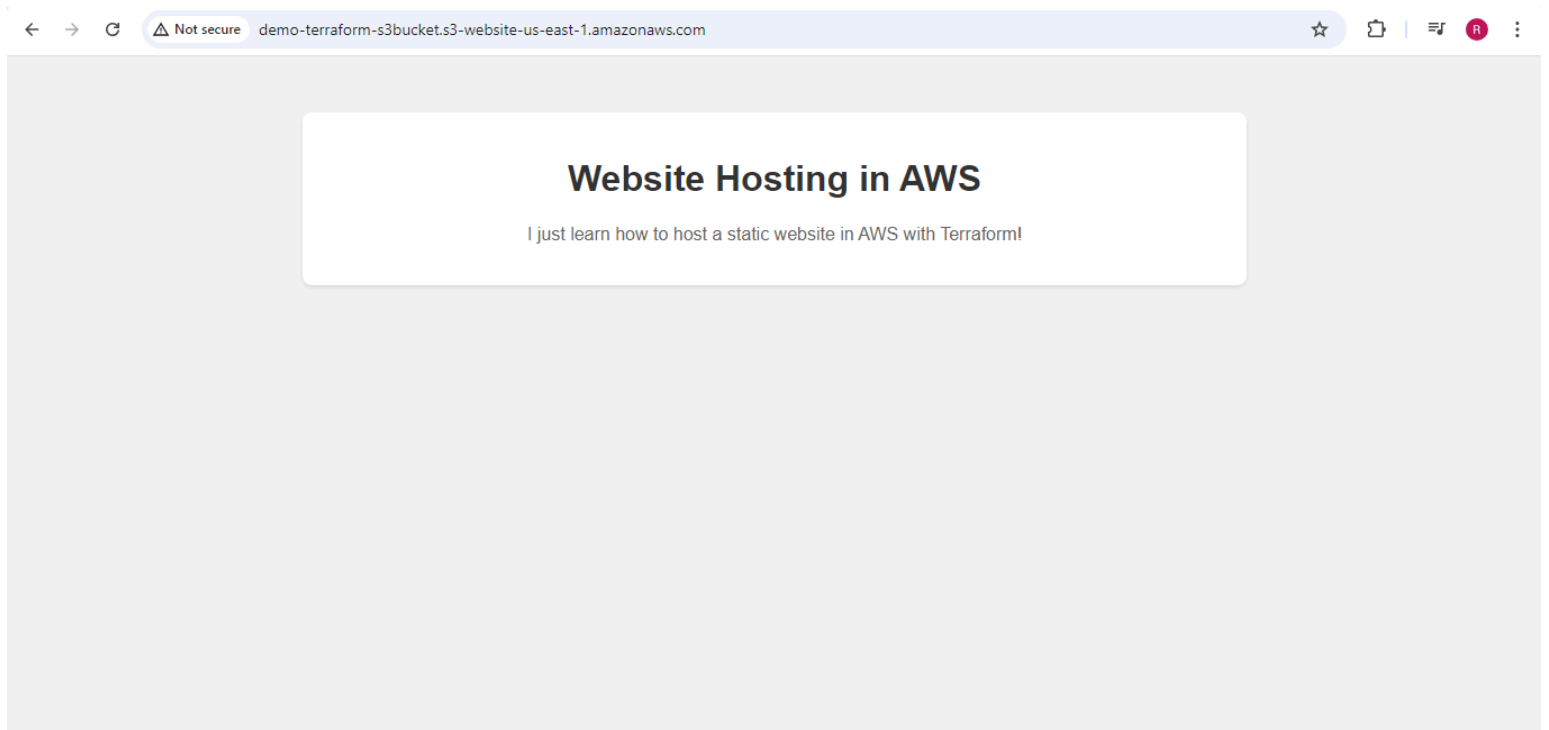 Not secure demo-terraform-s3bucket.s3-website-us-east-1.amazonaws.com R
Website Hosting in AWS
I just learn how to host a static website in AWS with Terraform!